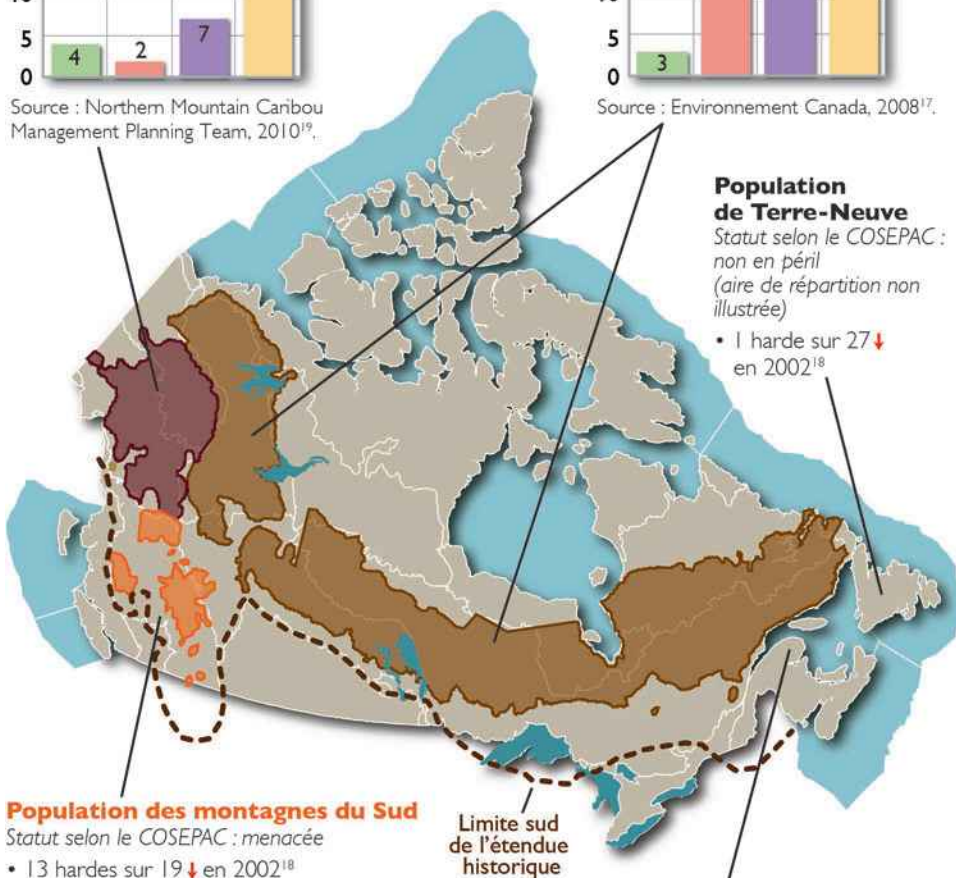 10
5
0
4
2
7
Source : Northern Mountain Caribou
Management Planning Team, 2010¹⁹.
10
5
0
3
Source : Environnement Canada, 2008¹⁷.
Population
de Terre-Neuve
Statut selon le COSEPAC :
non en péril
(aire de répartition non
illustrée)
• 1 harde sur 27 ↓
en 2002¹⁸
Population des montagnes du Sud
Statut selon le COSEPAC : menacée
• 13 hardes sur 19 ↓ en 2002¹⁸
Limite sud
de l'étendue
historique